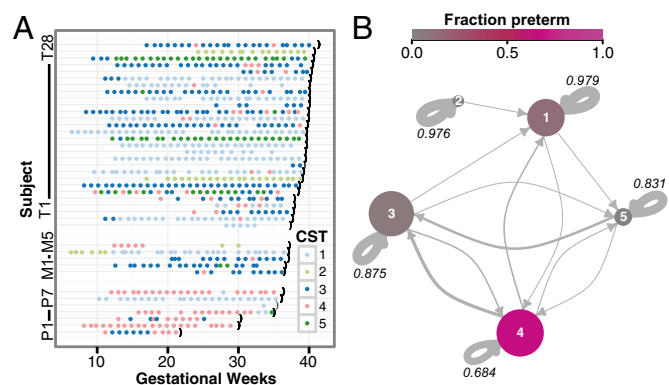 A
T28
T1
M1-M5
P1-P7
Subject
CST
1
2
3
4
5
10
20
30
40
Gestational Weeks
B
Fraction preterm
0.0
0.5
1.0
0.979
2
1
0.976
0.831
3
5
0.875
4
0.684